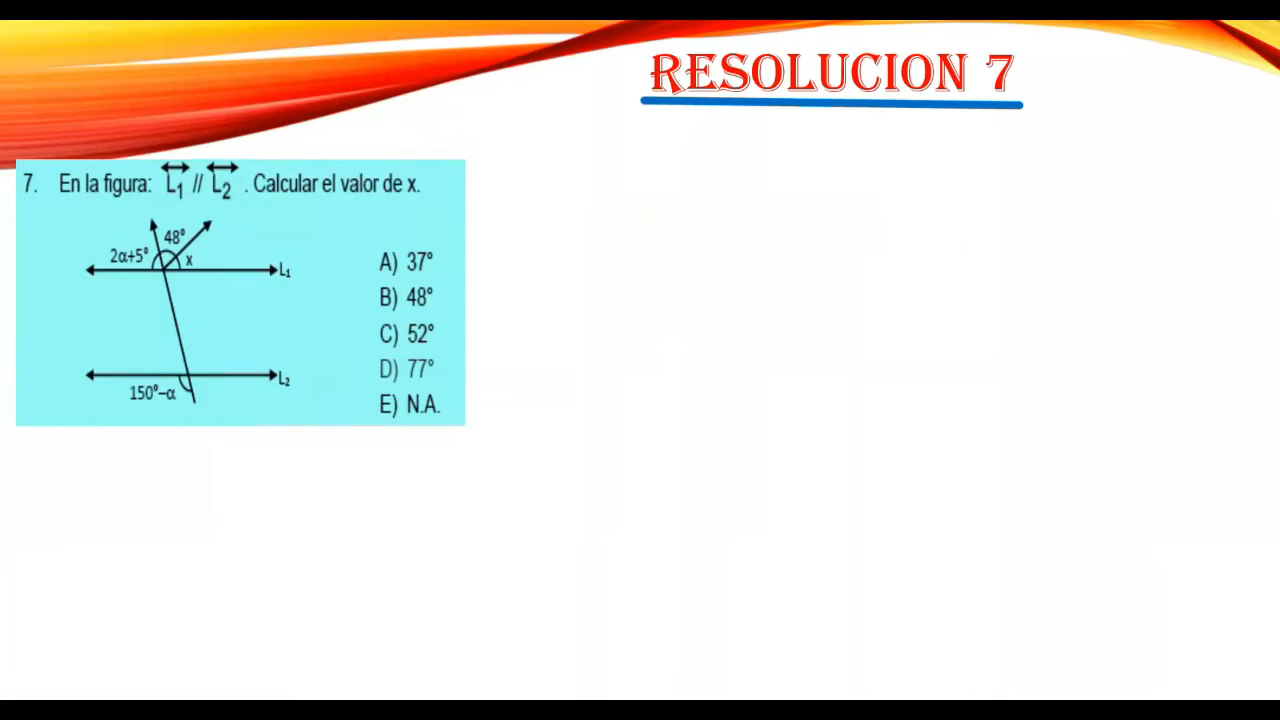 RESOLUCION 7
7. En la figura: L₁ // L₂ . Calcular el valor de x.
48°
2α+5°
x
L₁
150°–α
L₂
A) 37°
B) 48°
C) 52°
D) 77°
E) N.A.